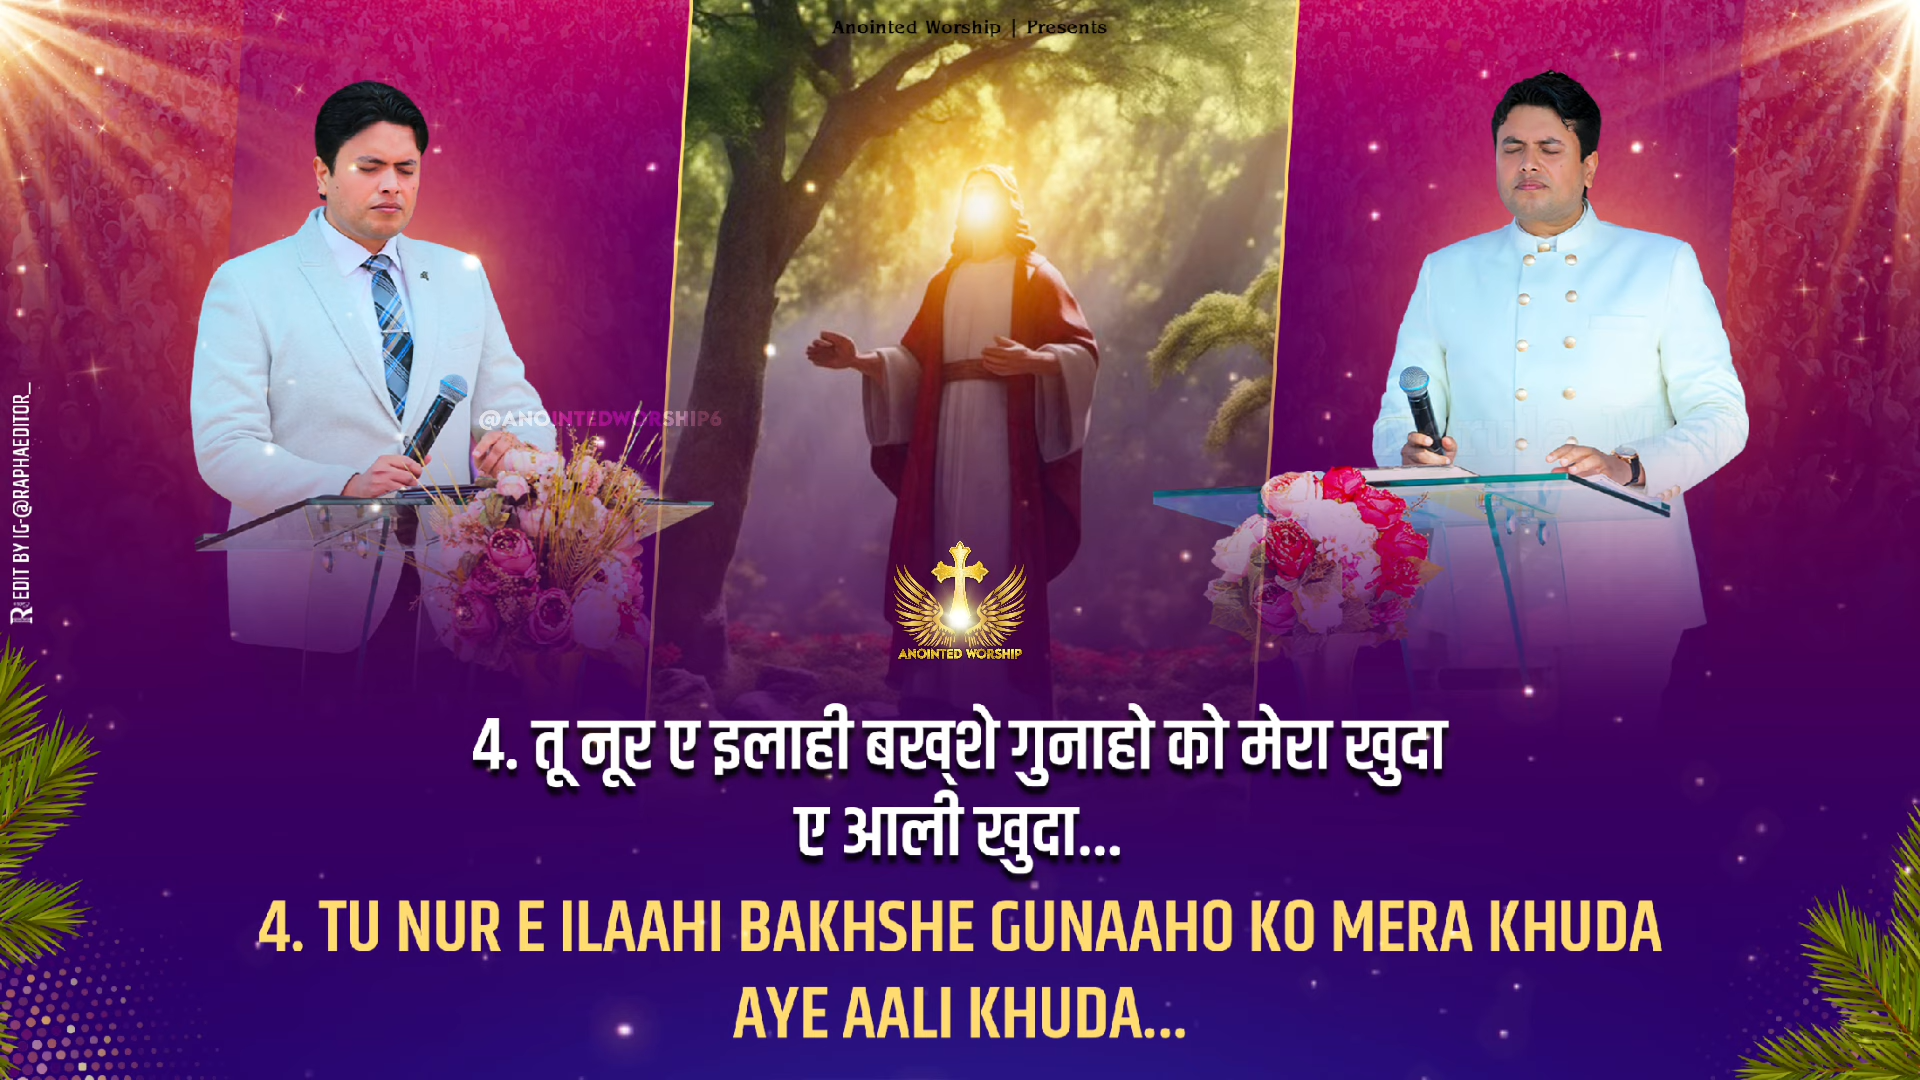 Anointed Worship | Presents
@ANOINTEDWORSHIP6
EDIT BY IG-@RAPHAEDITOR_
ANOINTED WORSHIP
4. तू नूर ए इलाही बख्शे गुनाहो को मेरा खुदा
ए आली खुदा...
4. TU NUR E ILAAHI BAKHSHE GUNAAHO KO MERA KHUDA
AYE AALI KHUDA...